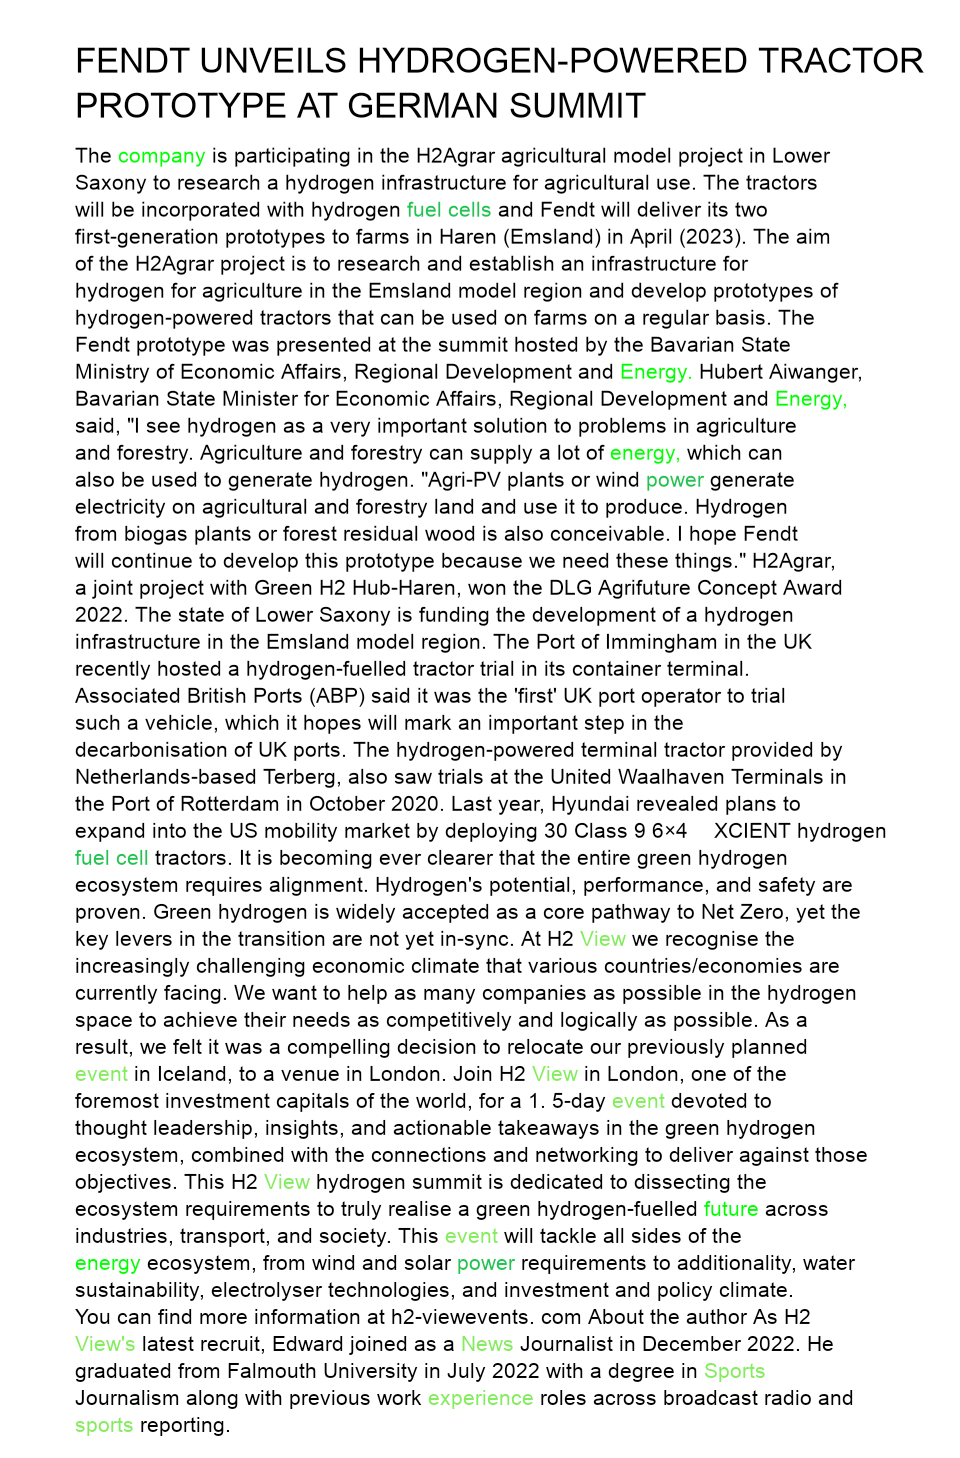 FENDT UNVEILS HYDROGEN-POWERED TRACTOR
PROTOTYPE AT GERMAN SUMMIT
The company is participating in the H2Agrar agricultural model project in Lower
Saxony to research a hydrogen infrastructure for agricultural use. The tractors
will be incorporated with hydrogen fuel cells and Fendt will deliver its two
first-generation prototypes to farms in Haren (Emsland) in April (2023). The aim
of the H2Agrar project is to research and establish an infrastructure for
hydrogen for agriculture in the Emsland model region and develop prototypes of
hydrogen-powered tractors that can be used on farms on a regular basis. The
Fendt prototype was presented at the summit hosted by the Bavarian State
Ministry of Economic Affairs, Regional Development and Energy. Hubert Aiwanger,
Bavarian State Minister for Economic Affairs, Regional Development and Energy,
said, "I see hydrogen as a very important solution to problems in agriculture
and forestry. Agriculture and forestry can supply a lot of energy, which can
also be used to generate hydrogen. "Agri-PV plants or wind power generate
electricity on agricultural and forestry land and use it to produce. Hydrogen
from biogas plants or forest residual wood is also conceivable. I hope Fendt
will continue to develop this prototype because we need these things." H2Agrar,
a joint project with Green H2 Hub-Haren, won the DLG Agrifuture Concept Award
2022. The state of Lower Saxony is funding the development of a hydrogen
infrastructure in the Emsland model region. The Port of Immingham in the UK
recently hosted a hydrogen-fuelled tractor trial in its container terminal.
Associated British Ports (ABP) said it was the 'first' UK port operator to trial
such a vehicle, which it hopes will mark an important step in the
decarbonisation of UK ports. The hydrogen-powered terminal tractor provided by
Netherlands-based Terberg, also saw trials at the United Waalhaven Terminals in
the Port of Rotterdam in October 2020. Last year, Hyundai revealed plans to
expand into the US mobility market by deploying 30 Class 9 6×4 XCIENT hydrogen
fuel cell tractors. It is becoming ever clearer that the entire green hydrogen
ecosystem requires alignment. Hydrogen's potential, performance, and safety are
proven. Green hydrogen is widely accepted as a core pathway to Net Zero, yet the
key levers in the transition are not yet in-sync. At H2 View we recognise the
increasingly challenging economic climate that various countries/economies are
currently facing. We want to help as many companies as possible in the hydrogen
space to achieve their needs as competitively and logically as possible. As a
result, we felt it was a compelling decision to relocate our previously planned
event in Iceland, to a venue in London. Join H2 View in London, one of the
foremost investment capitals of the world, for a 1. 5-day event devoted to
thought leadership, insights, and actionable takeaways in the green hydrogen
ecosystem, combined with the connections and networking to deliver against those
objectives. This H2 View hydrogen summit is dedicated to dissecting the
ecosystem requirements to truly realise a green hydrogen-fuelled future across
industries, transport, and society. This event will tackle all sides of the
energy ecosystem, from wind and solar power requirements to additionality, water
sustainability, electrolyser technologies, and investment and policy climate.
You can find more information at h2-viewevents. com About the author As H2
View's latest recruit, Edward joined as a News Journalist in December 2022. He
graduated from Falmouth University in July 2022 with a degree in Sports
Journalism along with previous work experience roles across broadcast radio and
sports reporting.